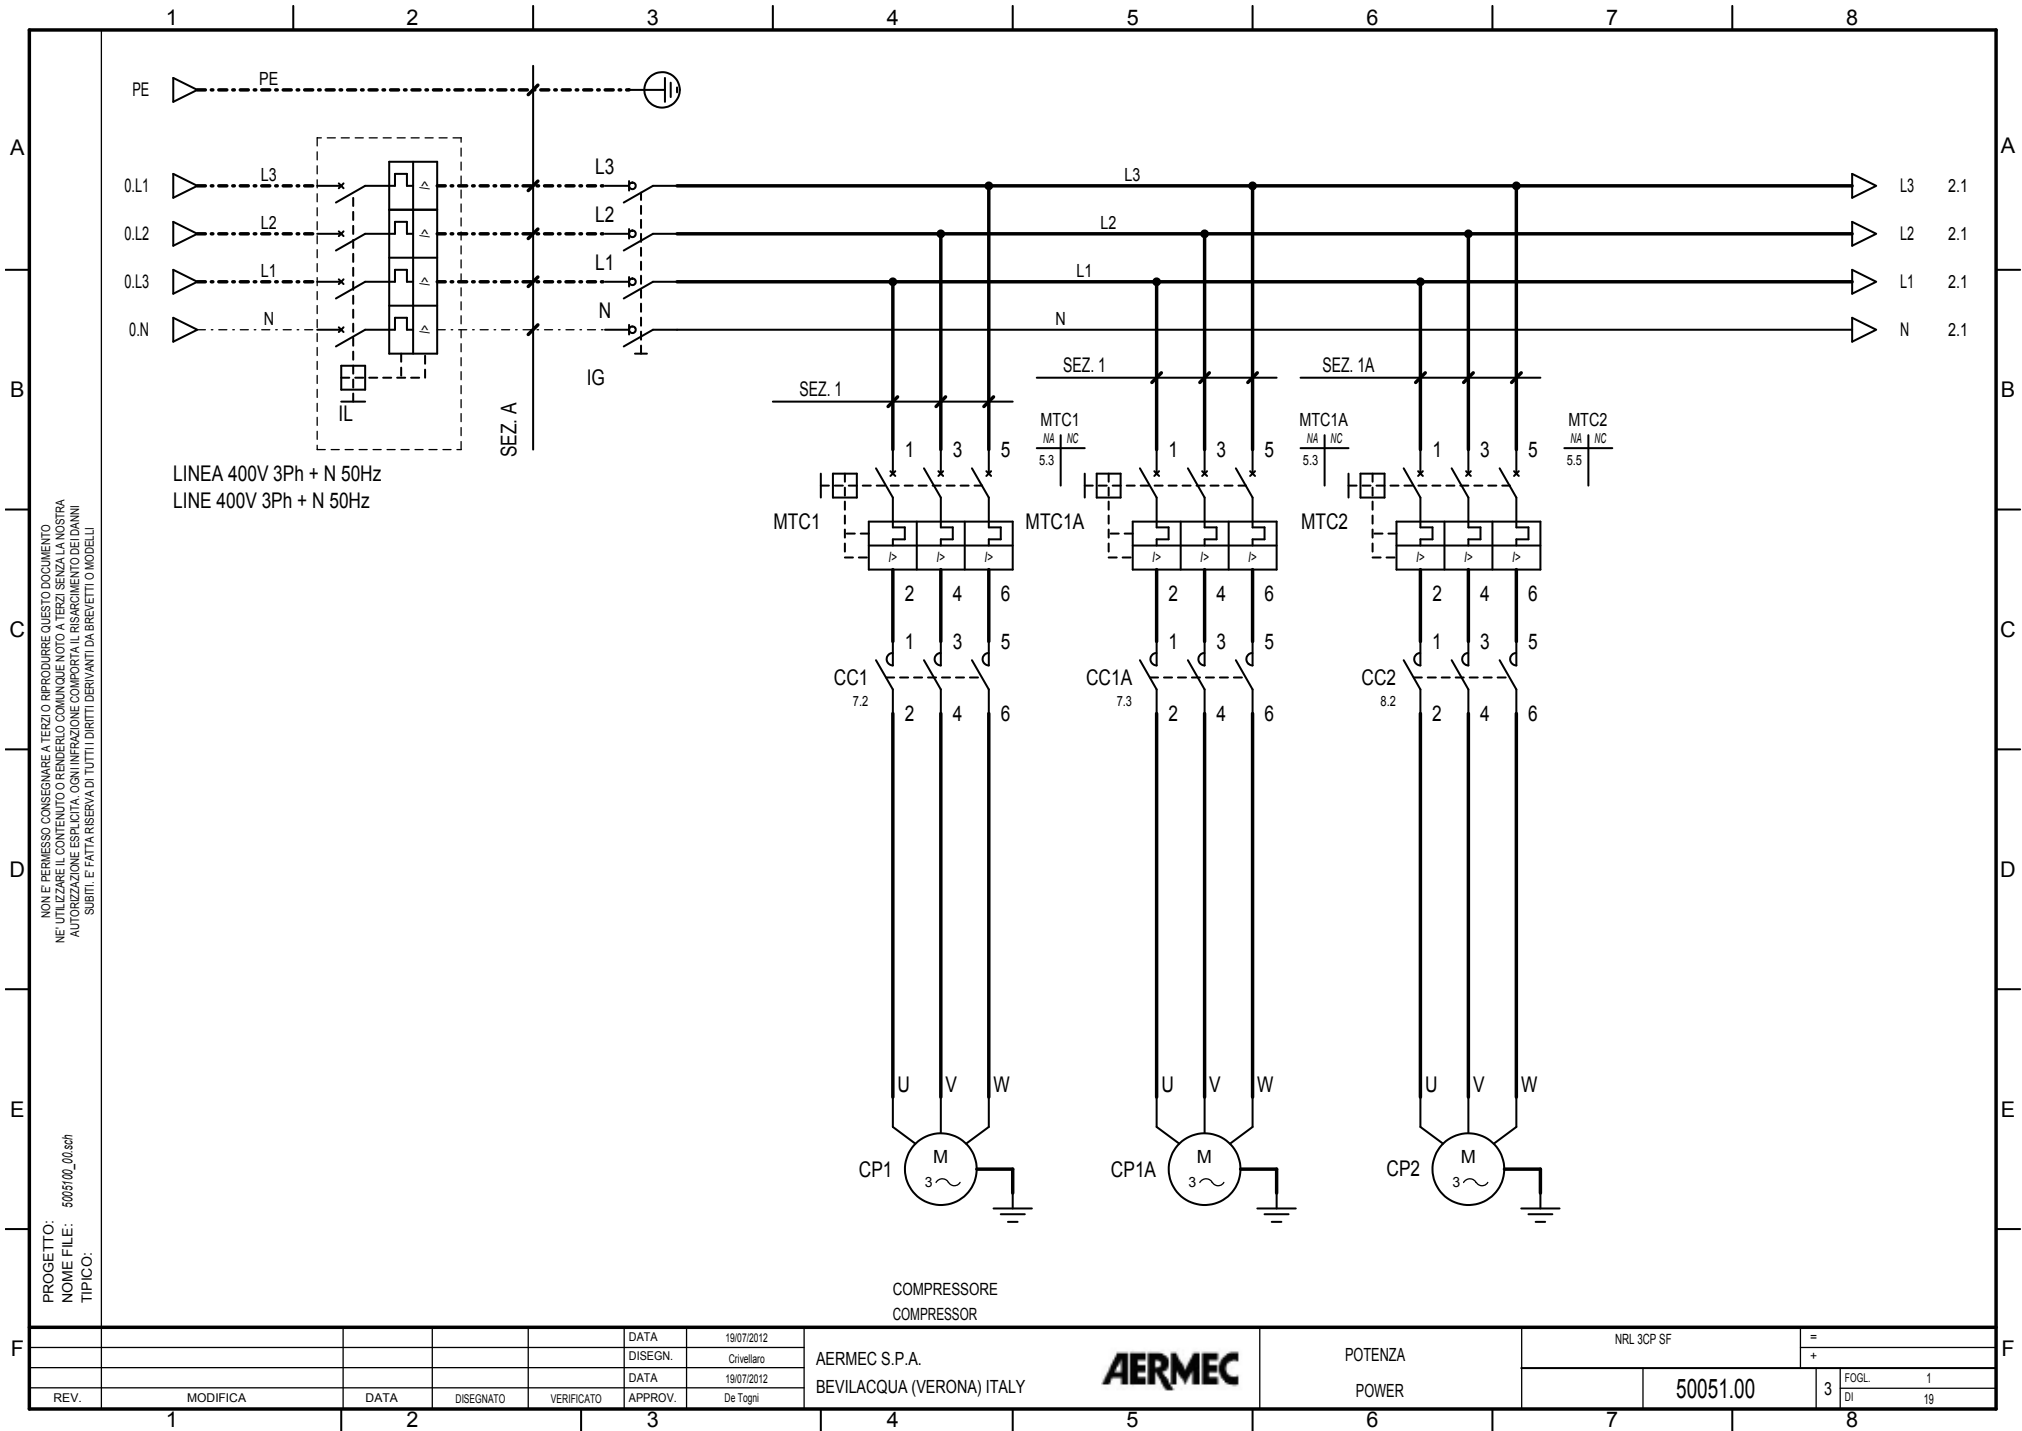 1 2 3 4 5 6 7 8
PE PE
A A
0.L1 L3 L3 L3 L3 2.1
0.L2 L2 L2 L2 L2 2.1
0.L3 L1 L1 L1 L1 2.1
0.N N N N N 2.1
IL
SEZ. A
IG
B B
LINEA 400V 3Ph + N 50Hz
LINE 400V 3Ph + N 50Hz
SEZ. 1 SEZ. 1 SEZ. 1A
MTC1 MTC1A MTC2
NA NC NA NC NA NC
5.3 5.3 5.5
1 3 5 1 3 5 1 3 5
MTC1 MTC1A MTC2
I> I> I> I> I> I> I> I> I>
2 4 6 2 4 6 2 4 6
C C
1 3 5 1 3 5 1 3 5
CC1 CC1A CC2
7.2 7.3 8.2
2 4 6 2 4 6 2 4 6
D D
U V W U V W U V W
E E
CP1 M 3 CP1A M 3 CP2 M 3
COMPRESSORE
COMPRESSOR
NON E' PERMESSO CONSEGNARE A TERZI O RIPRODURRE QUESTO DOCUMENTO
NE' UTILIZZARE IL CONTENUTO O RENDERLO COMUNQUE NOTO A TERZI SENZA LA NOSTRA
AUTORIZZAZIONE ESPLICITA. OGNI INFRAZIONE COMPORTA IL RISARCIMENTO DEI DANNI
SUBITI. E' FATTA RISERVA DI TUTTI I DIRITTI DERIVANTI DA BREVETTI O MODELLI
PROGETTO:
NOME FILE: 5005100_00.sch
TIPICO:
F F
DATA 19/07/2012
DISEGN. Crivellaro
DATA 19/07/2012
REV. MODIFICA DATA DISEGNATO VERIFICATO APPROV. De Togni
AERMEC S.P.A.
BEVILACQUA (VERONA) ITALY
AERMEC
POTENZA
POWER
NRL 3CP SF
=
+
50051.00 3
FOGL. 1
DI 19
1 2 3 4 5 6 7 8